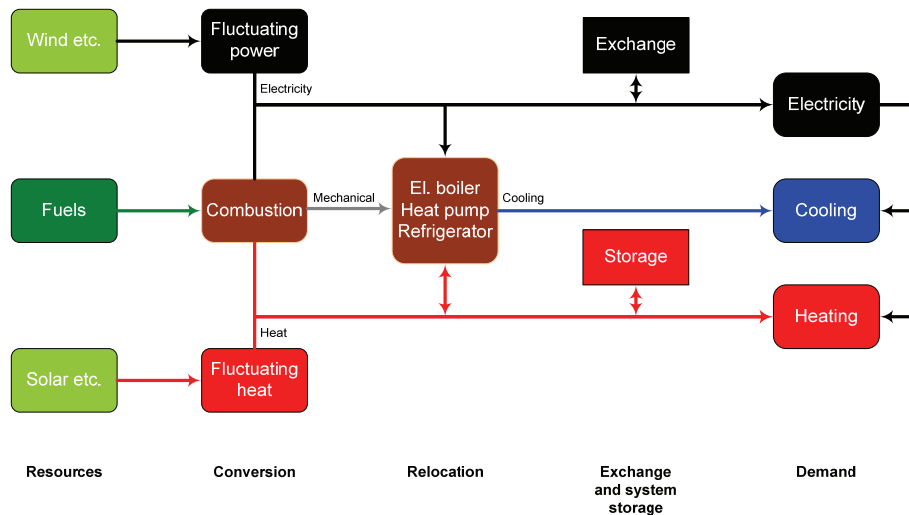 Wind etc.
Fluctuating
power
Exchange
Electricity
Electricity
Fuels
Combustion
Mechanical
El. boiler
Heat pump
Refrigerator
Cooling
Cooling
Storage
Heating
Heat
Solar etc.
Fluctuating
heat
Resources
Conversion
Relocation
Exchange
and system
storage
Demand